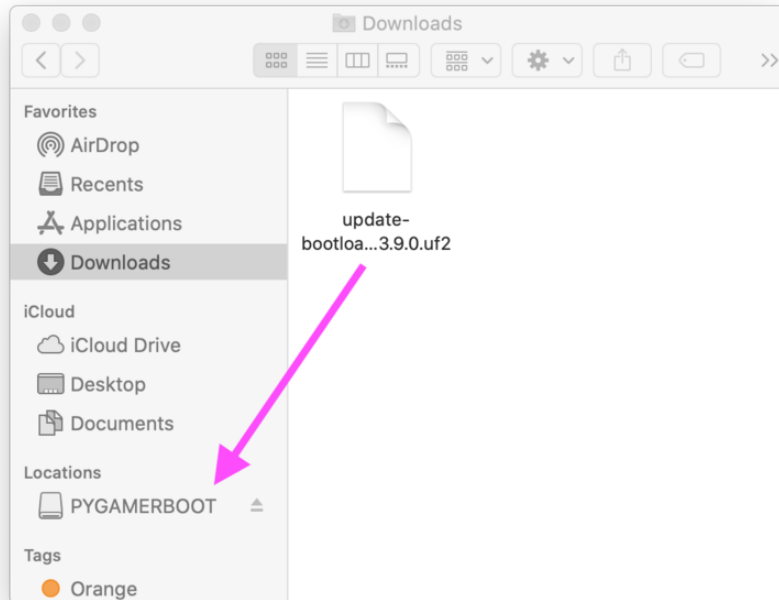 Downloads
Favorites
AirDrop
Recents
Applications
Downloads
iCloud
iCloud Drive
Desktop
Documents
Locations
PYGAMERBOOT
Tags
Orange
update-
bootloa...3.9.0.uf2